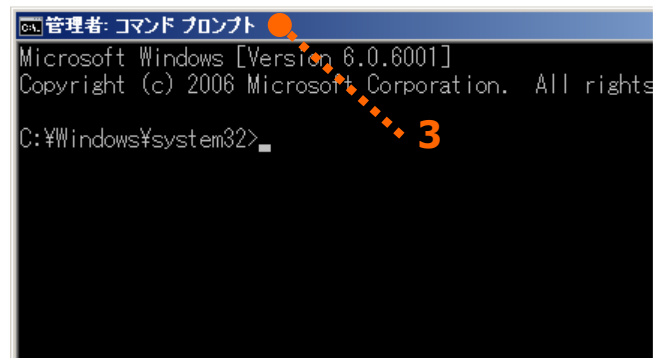 管理者: コマンド プロンプト
Microsoft Windows [Version 6.0.6001]
Copyright (c) 2006 Microsoft Corporation.  All rights
C:¥Windows¥system32>
3